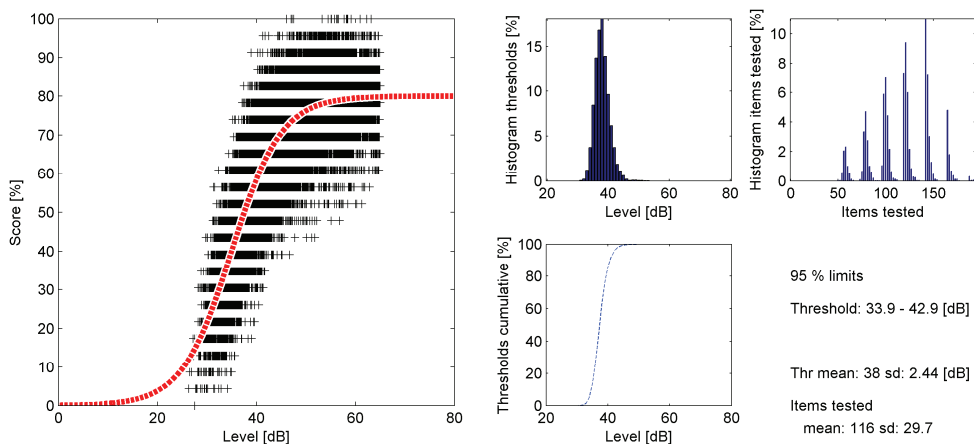 100
90
80
70
60
50
40
30
20
10
0
Score [%]
0 20 40 60 80
Level [dB]
15
10
5
0
Histogram thresholds [%]
20 40 60 80
Level [dB]
10
8
6
4
2
0
Histogram items tested [%]
0 50 100 150
Items tested
100
80
60
40
20
0
Thresholds cumulative [%]
20 40 60 80
Level [dB]
95 % limits
Threshold: 33.9 - 42.9 [dB]
Thr mean: 38 sd: 2.44 [dB]
Items tested
mean: 116 sd: 29.7